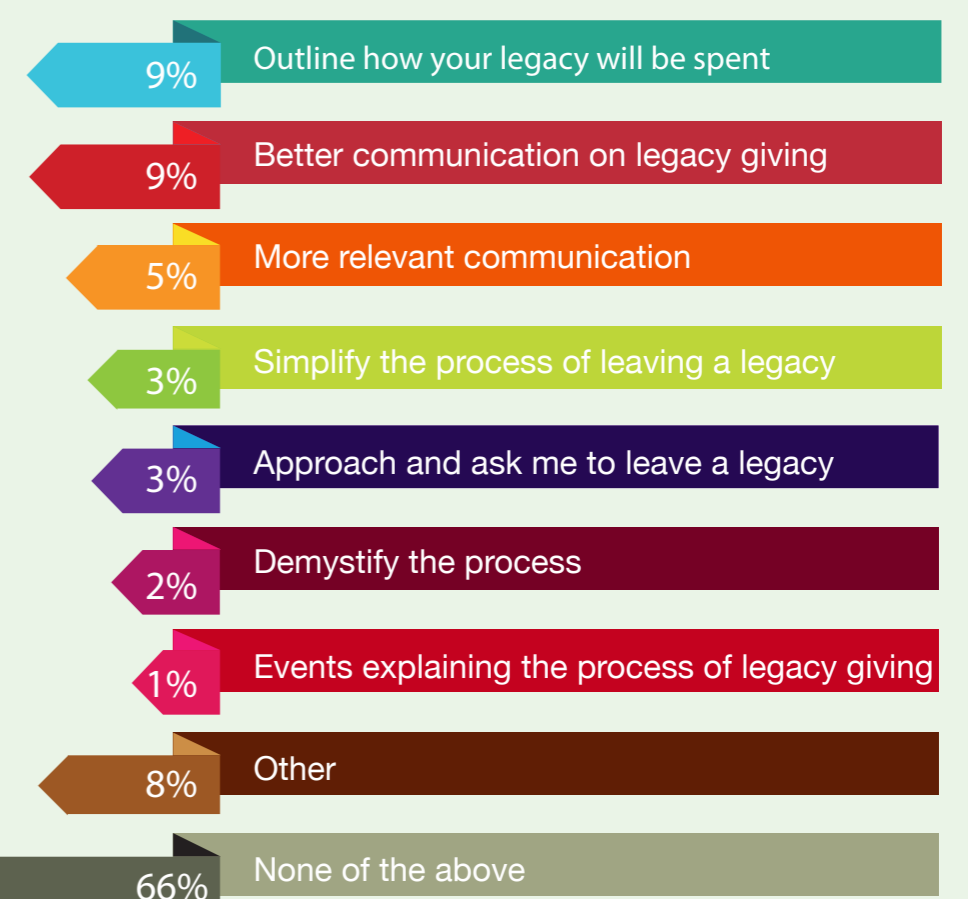 9% Outline how your legacy will be spent
9% Better communication on legacy giving
5% More relevant communication
3% Simplify the process of leaving a legacy
3% Approach and ask me to leave a legacy
2% Demystify the process
1% Events explaining the process of legacy giving
8% Other
66% None of the above